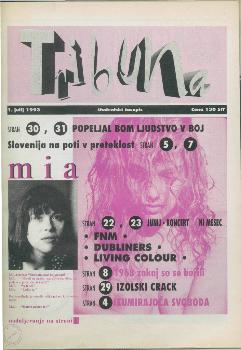 Tribuna
1. julij 1993 študentski časopis Cena 150 SIT
STRAN 30, 31 POPELJAL BOM LJUDSTVO V BOJ
Slovenija na poti v preteklost STRAN 5, 7
mia
STRAN 22, 23 JUNIJ - KONCERT NI MESEC
• FNM •
• DUBLINERS •
• LIVING COLOUR •
STRAN 8 1968 zakaj so se borili
STRAN 29 IZOLSKI CRACK
STRAN 4 NEUMIRAJOČA SVOBODA
nadaljevanje na strani